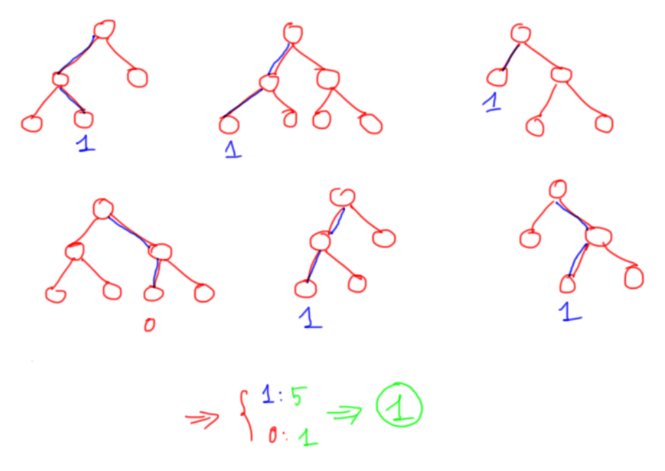 1 1 1
0 1 1
⇒ { 1: 5 ⇒ 1
0: 1